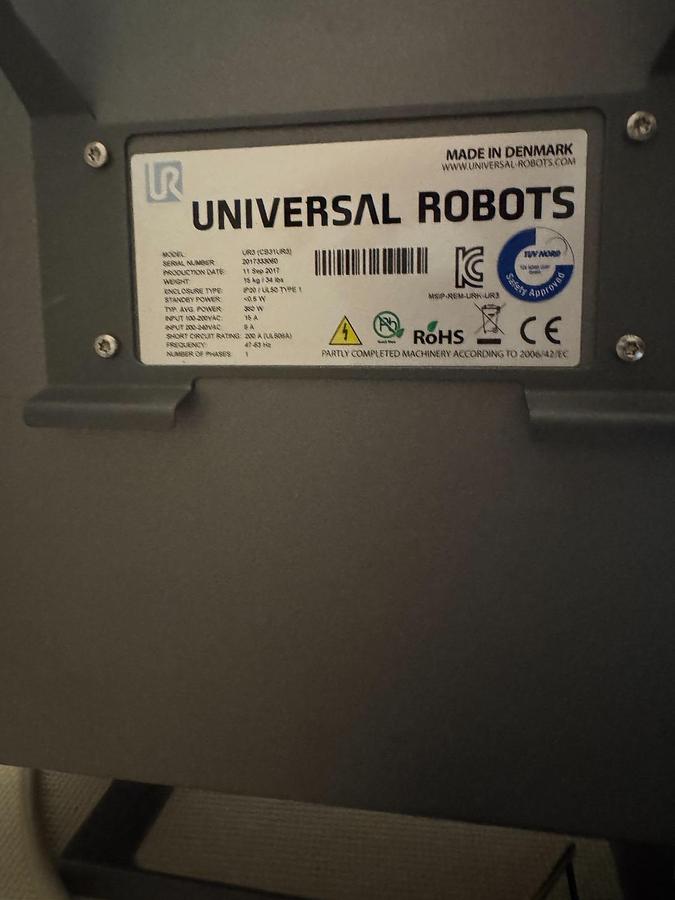 UR
MADE IN DENMARK
WWW.UNIVERSAL-ROBOTS.COM
UNIVERSAL ROBOTS
MODEL: UR3 (CB31UR3)
SERIAL NUMBER: 2017333060
PRODUCTION DATE: 11 Sep 2017
WEIGHT: 15 kg / 34 lbs
ENCLOSURE TYPE: IP20 / UL50 TYPE 1
STANDBY POWER: <0.5 W
TYP. AVG. POWER: 350 W
INPUT 100-200VAC: 15 A
INPUT 200-240VAC: 8 A
SHORT CIRCUIT RATING: 200 A (UL508A)
FREQUENCY: 47-63 Hz
NUMBER OF PHASES: 1
MSIP-REM-URK-UR3
TUV NORD
Safety Approved
Pb
RoHS
CE
PARTLY COMPLETED MACHINERY ACCORDING TO 2006/42/EC